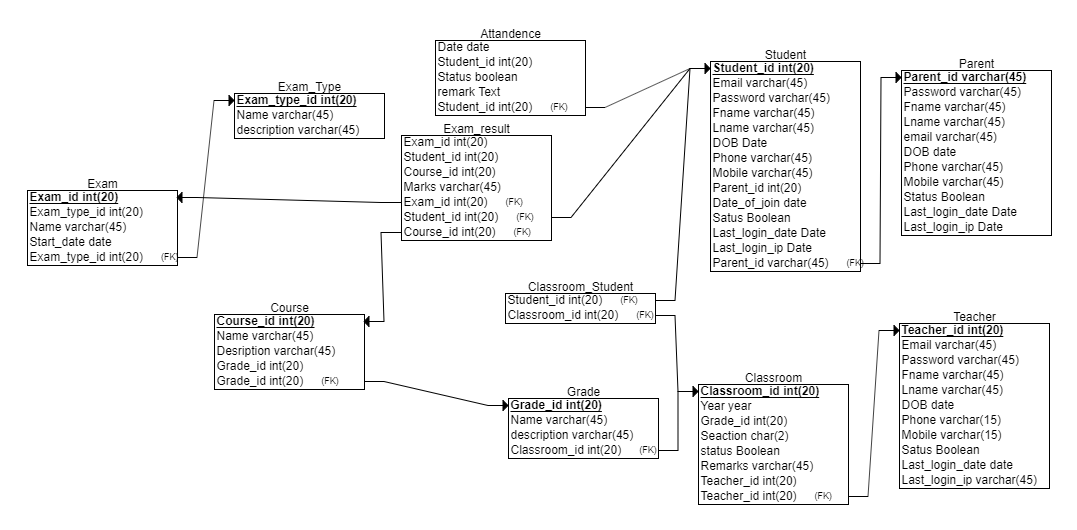 Attandence
Date date
Student_id int(20)
Status boolean
remark Text
Student_id int(20) (FK)
Student
Student_id int(20)
Email varchar(45)
Password varchar(45)
Fname varchar(45)
Lname varchar(45)
DOB Date
Phone varchar(45)
Mobile varchar(45)
Parent_id int(20)
Date_of_join date
Satus Boolean
Last_login_date Date
Last_login_ip Date
Parent_id varchar(45) (FK)
Parent
Parent_id varchar(45)
Password varchar(45)
Fname varchar(45)
Lname varchar(45)
email varchar(45)
DOB date
Phone varchar(45)
Mobile varchar(45)
Status Boolean
Last_login_date Date
Last_login_ip Date
Exam_Type
Exam_type_id int(20)
Name varchar(45)
description varchar(45)
Exam_result
Exam_id int(20)
Student_id int(20)
Course_id int(20)
Marks varchar(45)
Exam_id int(20) (FK)
Student_id int(20) (FK)
Course_id int(20) (FK)
Exam
Exam_id int(20)
Exam_type_id int(20)
Name varchar(45)
Start_date date
Exam_type_id int(20) (FK)
Classroom_Student
Student_id int(20) (FK)
Classroom_id int(20) (FK)
Course
Course_id int(20)
Name varchar(45)
Desription varchar(45)
Grade_id int(20)
Grade_id int(20) (FK)
Grade
Grade_id int(20)
Name varchar(45)
description varchar(45)
Classroom_id int(20) (FK)
Classroom
Classroom_id int(20)
Year year
Grade_id int(20)
Seaction char(2)
status Boolean
Remarks varchar(45)
Teacher_id int(20)
Teacher_id int(20) (FK)
Teacher
Teacher_id int(20)
Email varchar(45)
Password varchar(45)
Fname varchar(45)
Lname varchar(45)
DOB date
Phone varchar(15)
Mobile varchar(15)
Satus Boolean
Last_login_date date
Last_login_ip varchar(45)